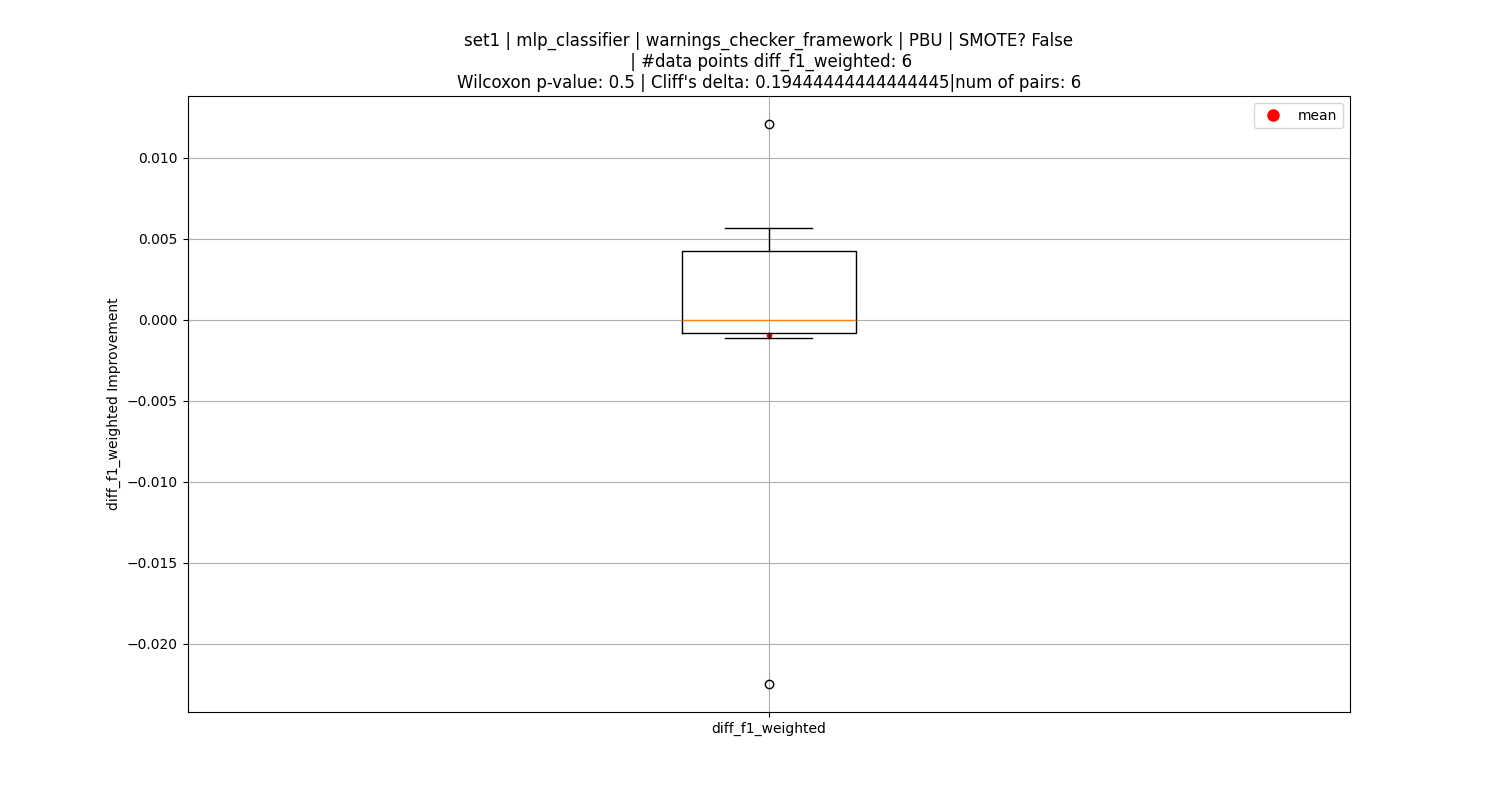 set1 | mlp_classifier | warnings_checker_framework | PBU | SMOTE? False
| #data points diff_f1_weighted: 6
Wilcoxon p-value: 0.5 | Cliff's delta: 0.19444444444444445|num of pairs: 6
mean
0.010
0.005
0.000
−0.005
−0.010
−0.015
−0.020
diff_f1_weighted Improvement
diff_f1_weighted